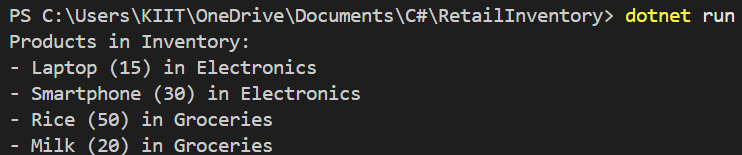 PS C:\Users\KIIT\OneDrive\Documents\C#\RetailInventory> dotnet run
Products in Inventory:
- Laptop (15) in Electronics
- Smartphone (30) in Electronics
- Rice (50) in Groceries
- Milk (20) in Groceries